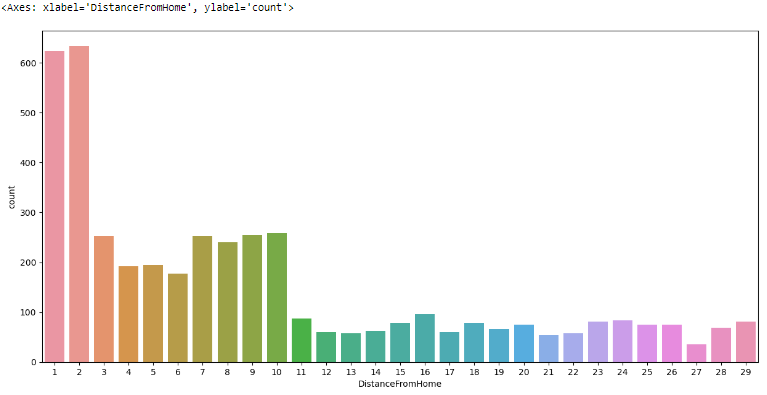 <Axes: xlabel='DistanceFromHome', ylabel='count'>
600
500
400
300
200
100
0
count
1 2 3 4 5 6 7 8 9 10 11 12 13 14 15 16 17 18 19 20 21 22 23 24 25 26 27 28 29
DistanceFromHome